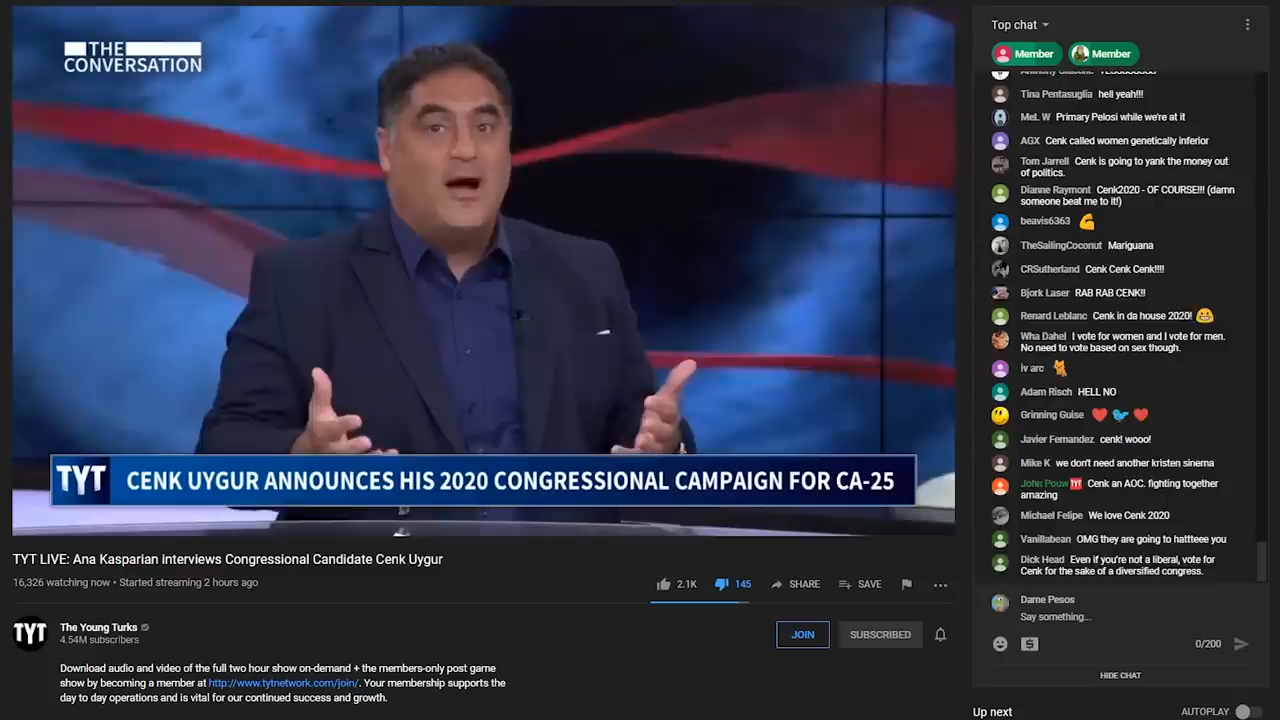 THE
CONVERSATION
TYT
CENK UYGUR ANNOUNCES HIS 2020 CONGRESSIONAL CAMPAIGN FOR CA-25
TYT LIVE: Ana Kasparian interviews Congressional Candidate Cenk Uygur
16,326 watching now • Started streaming 2 hours ago
2.1K 145 SHARE SAVE
TYT
The Young Turks
4.54M subscribers
JOIN SUBSCRIBED
Download audio and video of the full two hour show on-demand + the members-only post game
show by becoming a member at http://www.tytnetwork.com/join/. Your membership supports the
day to day operations and is vital for our continued success and growth.
Top chat
Member Member
Tina Pentasuglia hell yeah!!!
MeL W Primary Pelosi while we're at it
AGX Cenk called women genetically inferior
Tom Jarrell Cenk is going to yank the money out
of politics.
Dianne Raymont Cenk2020 - OF COURSE!!! (damn
someone beat me to it!)
beavis6363 💪
TheSailingCoconut Mariguana
CRSutherland Cenk Cenk Cenk!!!!
Bjork Laser RAB RAB CENK!!
Renard Leblanc Cenk in da house 2020! 😀
Wha Dahel I vote for women and I vote for men.
No need to vote based on sex though.
iv arc
Adam Risch HELL NO
Grinning Guise ❤️ 🐦 ❤️
Javier Fernandez cenk! wooo!
Mike K we don't need another kristen sinema
John Pouw TYT Cenk an AOC. fighting together
amazing
Michael Felipe We love Cenk 2020
Vanillabean OMG they are going to hattteee you
Dick Head Even if you're not a liberal, vote for
Cenk for the sake of a diversified congress.
Dame Pesos
Say something...
0/200
HIDE CHAT
Up next AUTOPLAY